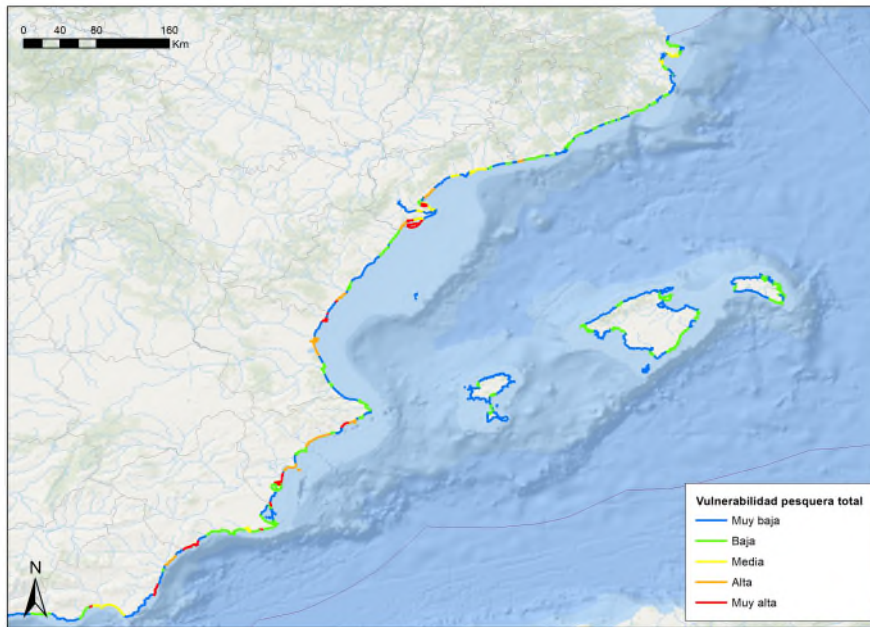 0 40 80 160
Km
Vulnerabilidad pesquera total
Muy baja
Baja
Media
Alta
Muy alta
N